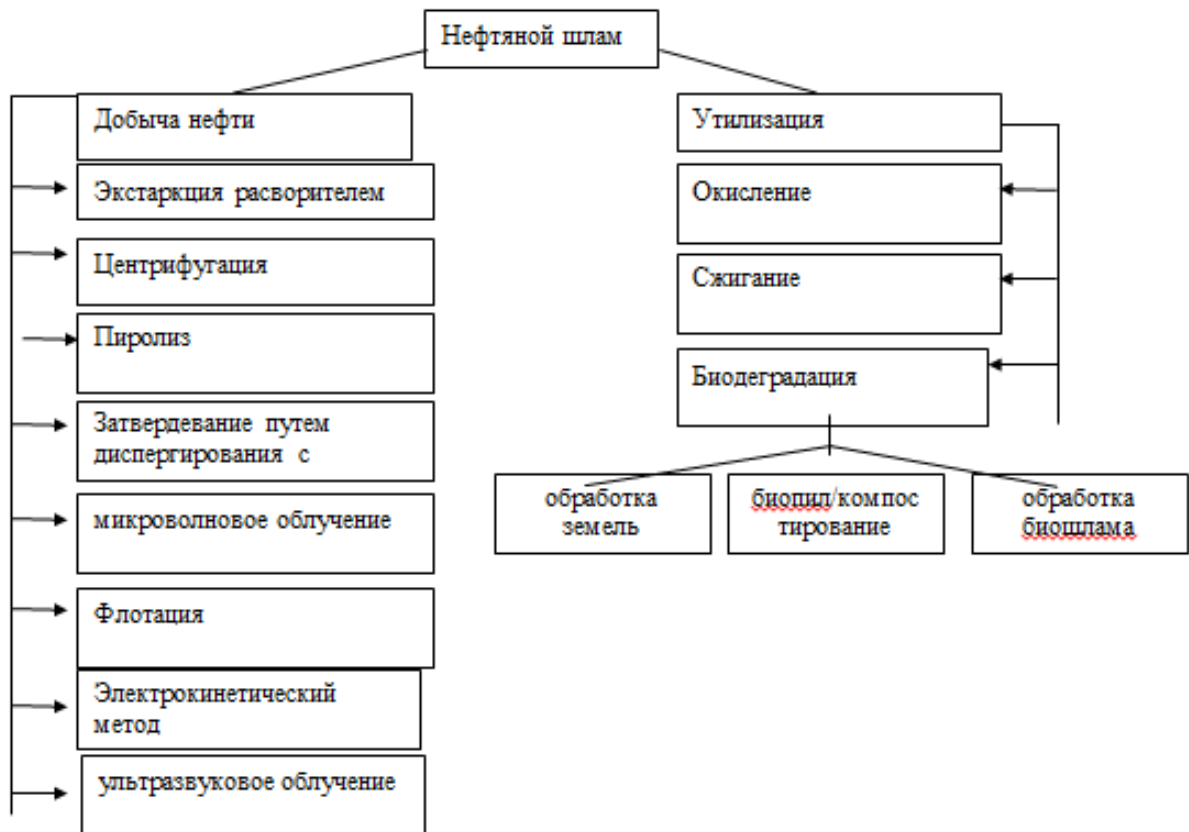 Нефтяной шлам
Добыча нефти
Экстаркция расворителем
Центрифугация
Пиролиз
Затвердевание путем
диспергирования с
микроволновое облучение
Флотация
Электрокинетический
метод
ультразвуковое облучение
Утилизация
Окисление
Сжигание
Биодеградация
обработка
земель
биопил/компос
тирование
обработка
биошлама